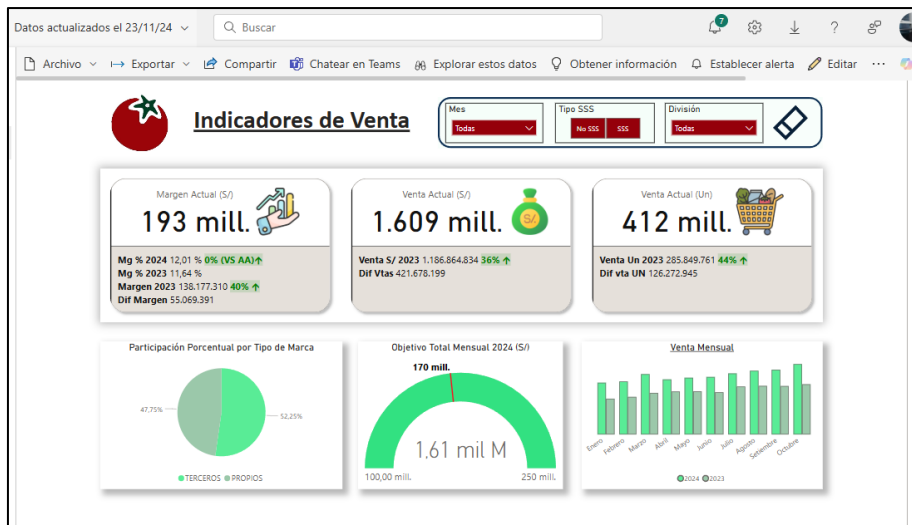 Datos actualizados el 23/11/24
Buscar
7
Archivo Exportar Compartir Chatear en Teams Explorar estos datos Obtener información Establecer alerta Editar ...
Indicadores de Venta
Mes
Todas
Tipo SSS
No SSS SSS
División
Todas
Margen Actual (S/)
193 mill.
Mg % 2024 12,01 % 0% (VS AA)↑
Mg % 2023 11,64 %
Margen 2023 138.177.310 40% ↑
Dif Margen 55.069.391
Venta Actual (S/)
1.609 mill.
S/.
Venta S/ 2023 1.186.864.834 36% ↑
Dif Vtas 421.678.199
Venta Actual (Un)
412 mill.
Venta Un 2023 285.849.761 44% ↑
Dif vta UN 126.272.945
Participación Porcentual por Tipo de Marca
47,75%
52,25%
TERCEROS PROPIOS
Objetivo Total Mensual 2024 (S/)
170 mill.
1,61 mil M
100,00 mill. 250 mill.
Venta Mensual
Enero Febrero Marzo Abril Mayo Junio Julio Agosto Setiembre Octubre
2024 2023